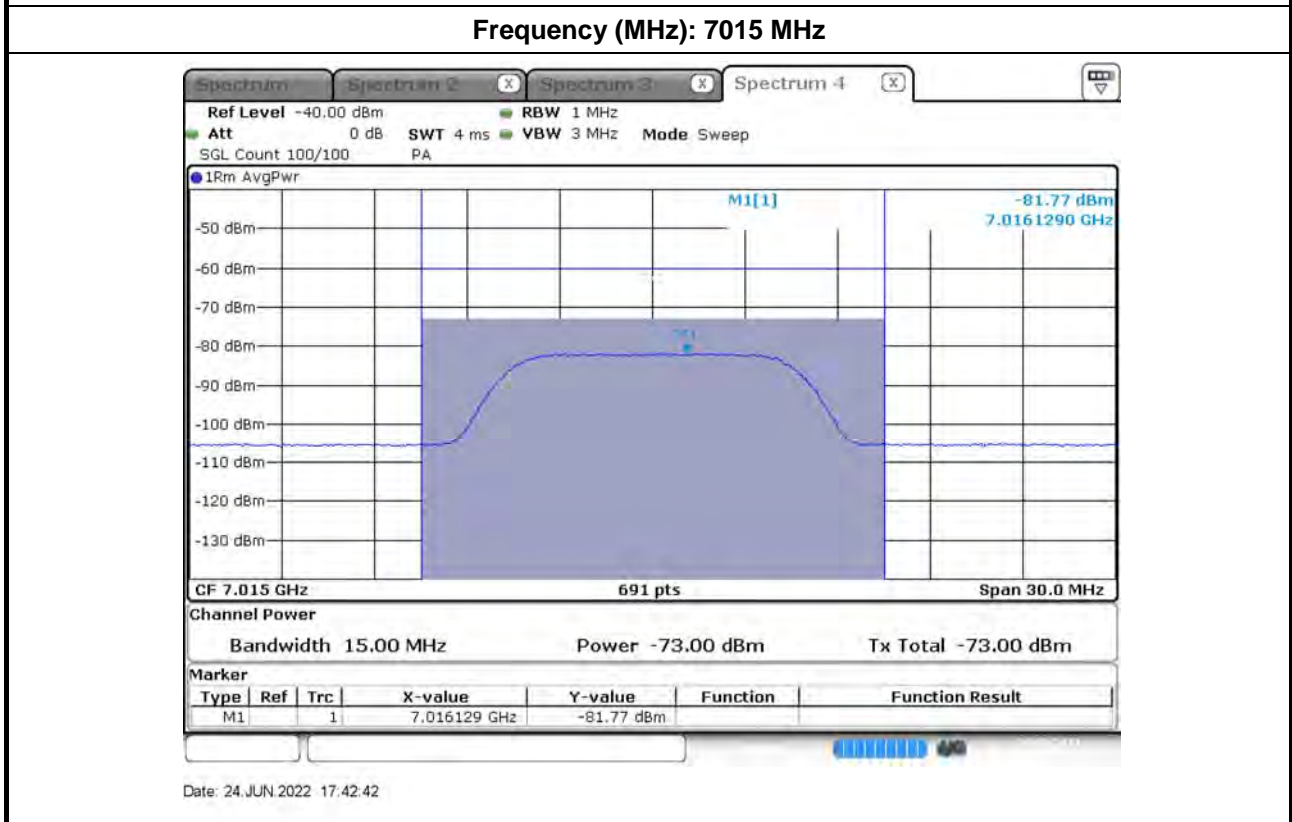 Frequency (MHz): 7015 MHz
Spectrum Spectrum 2 X Spectrum 3 X Spectrum 4 X
Ref Level -40.00 dBm RBW 1 MHz
Att 0 dB SWT 4 ms VBW 3 MHz Mode Sweep
SGL Count 100/100 PA
1Rm AvgPwr
M1[1] -81.77 dBm
7.0161290 GHz
-50 dBm
-60 dBm
-70 dBm
M1
-80 dBm
-90 dBm
-100 dBm
-110 dBm
-120 dBm
-130 dBm
CF 7.015 GHz 691 pts Span 30.0 MHz
Channel Power
Bandwidth 15.00 MHz Power -73.00 dBm Tx Total -73.00 dBm
Marker
Type Ref Trc X-value Y-value Function Function Result
M1 1 7.016129 GHz -81.77 dBm
Date: 24.JUN.2022 17:42:42